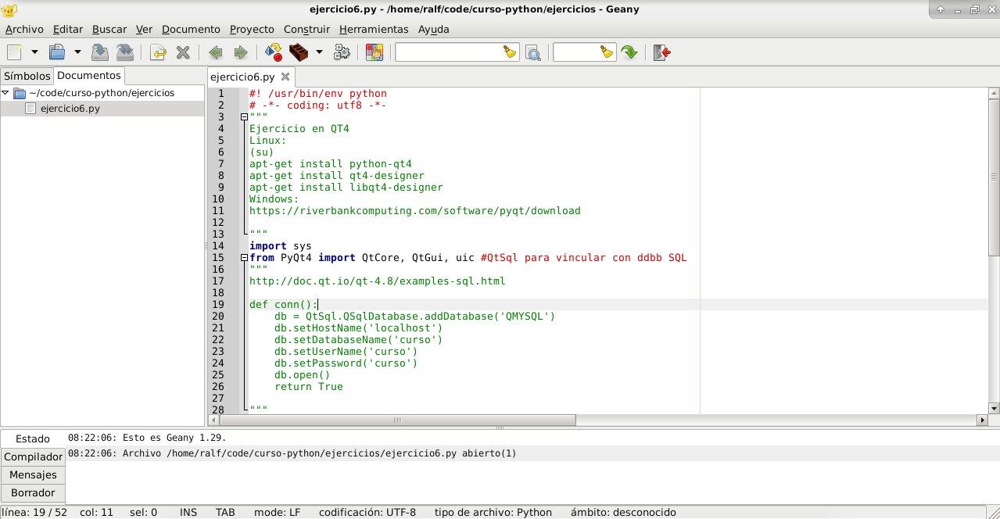 ejercicio6.py - /home/ralf/code/curso-python/ejercicios - Geany
Archivo Editar Buscar Ver Documento Proyecto Construir Herramientas Ayuda
Símbolos Documentos
~/code/curso-python/ejercicios
ejercicio6.py
ejercicio6.py
1 #! /usr/bin/env python
2 # -*- coding: utf8 -*-
3 """
4 Ejercicio en QT4
5 Linux:
6 (su)
7 apt-get install python-qt4
8 apt-get install qt4-designer
9 apt-get install libqt4-designer
10 Windows:
11 https://riverbankcomputing.com/software/pyqt/download
12
13 """
14 import sys
15 from PyQt4 import QtCore, QtGui, uic #QtSql para vincular con ddbb SQL
16 """
17 http://doc.qt.io/qt-4.8/examples-sql.html
18
19 def conn():
20     db = QtSql.QSqlDatabase.addDatabase('QMYSQL')
21     db.setHostName('localhost')
22     db.setDatabaseName('curso')
23     db.setUserName('curso')
24     db.setPassword('curso')
25     db.open()
26     return True
27
28 """
Estado
Compilador
Mensajes
Borrador
08:22:06: Esto es Geany 1.29.
08:22:06: Archivo /home/ralf/code/curso-python/ejercicios/ejercicio6.py abierto(1)
línea: 19 / 52 col: 11 sel: 0 INS TAB mode: LF codificación: UTF-8 tipo de archivo: Python ámbito: desconocido